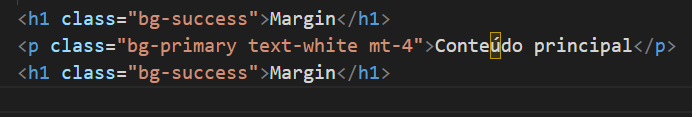 <h1 class="bg-success">Margin</h1>
<p class="bg-primary text-white mt-4">Conteúdo principal</p>
<h1 class="bg-success">Margin</h1>